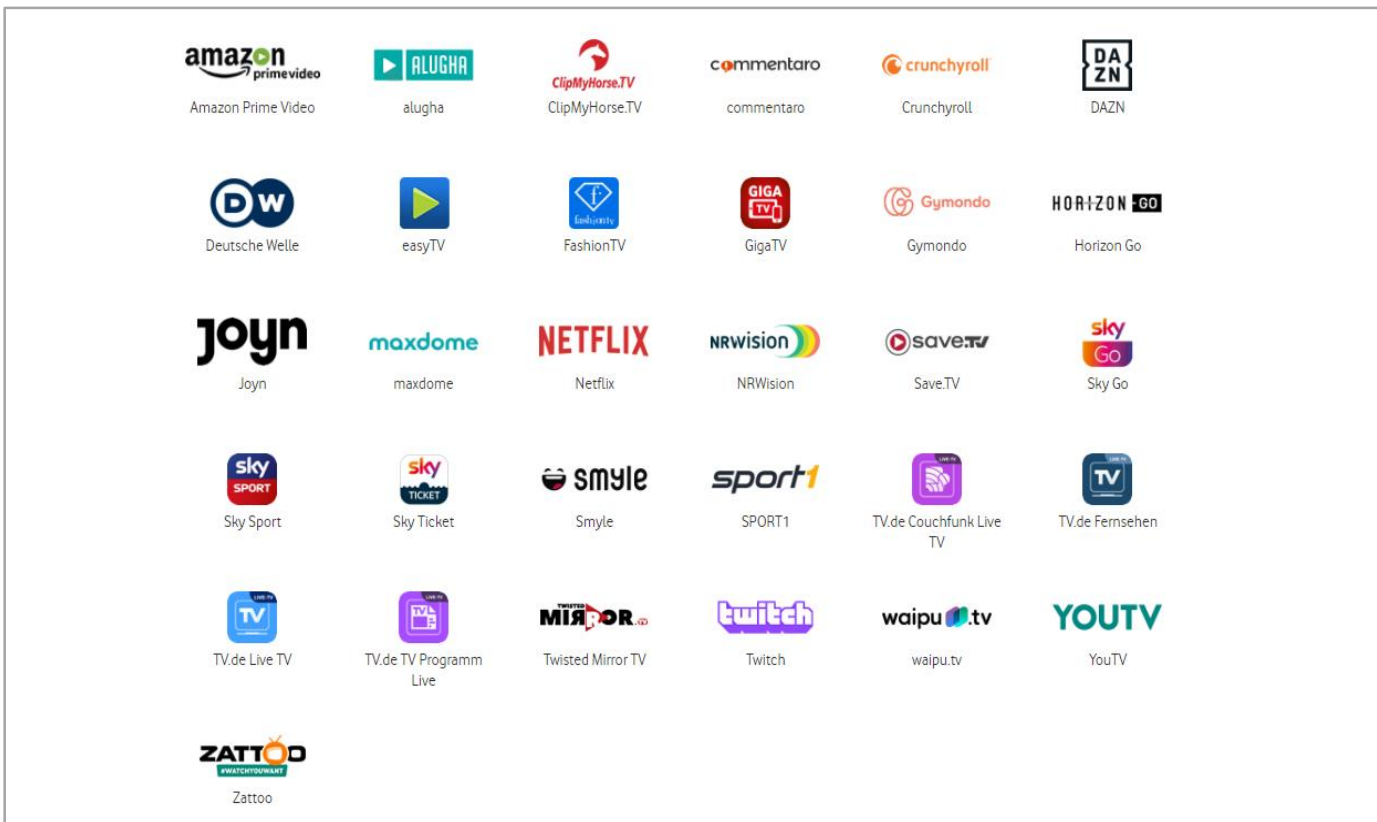 amazon
prime video
ALUGHA
ClipMyHorse.TV
commentaro
crunchyroll
DA
ZN
Amazon Prime Video
alugha
ClipMyHorse.TV
commentaro
Crunchyroll
DAZN
DW
fashiontv
GIGA
TV
Gymondo
HORIZON GO
Deutsche Welle
easyTV
FashionTV
GigaTV
Gymondo
Horizon Go
Joyn
maxdome
NETFLIX
NRWision
save.TV
sky
Go
Joyn
maxdome
Netflix
NRWision
Save.TV
Sky Go
sky
SPORT
sky
TICKET
smyle
sport1
LIVE-TV
LIVE-TV
TV
Sky Sport
Sky Ticket
Smyle
SPORT1
TV.de Couchfunk Live
TV
TV.de Fernsehen
LIVE-TV
TV
LIVE-TV
TV
TWISTED
MIRROR.TV
twitch
waipu.tv
YOUTV
TV.de Live TV
TV.de TV Programm
Live
Twisted Mirror TV
Twitch
waipu.tv
YouTV
ZATTOO
#WATCHYOUWANT
Zattoo